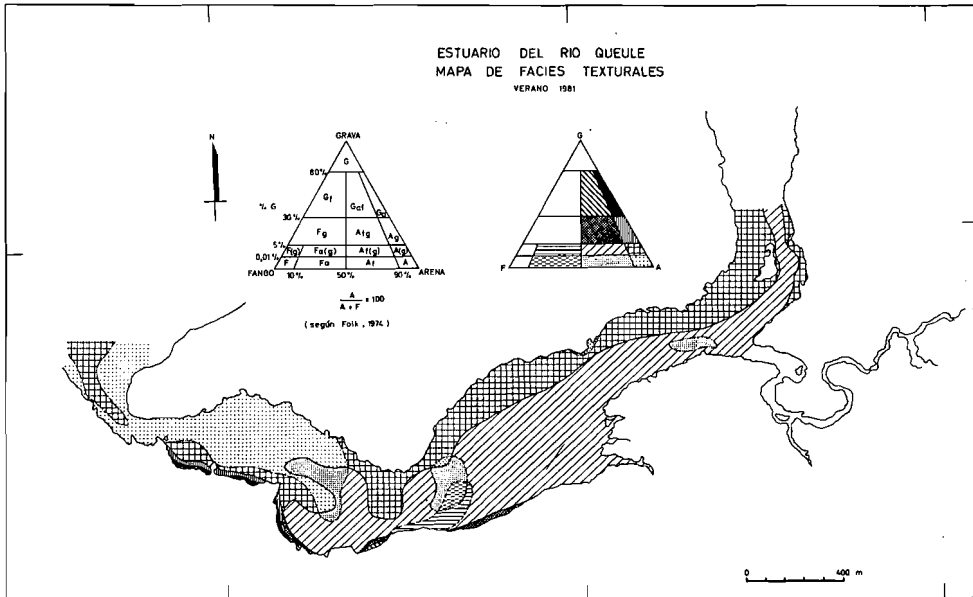 ESTUARIO DEL RIO QUEULE
MAPA DE FACIES TEXTURALES
VERANO 1981
N
GRAVA
G
80%
% G
Gf
Gaf
Ga
30%
Fg
Afg
Ag
5%
F(g)
Fa(g)
Af(g)
A(g)
0,01%
F
Fa
Af
A
FANGO
10%
50%
90%
ARENA
A
A + F
× 100
(según Folk, 1974)
G
F
A
0
400 m